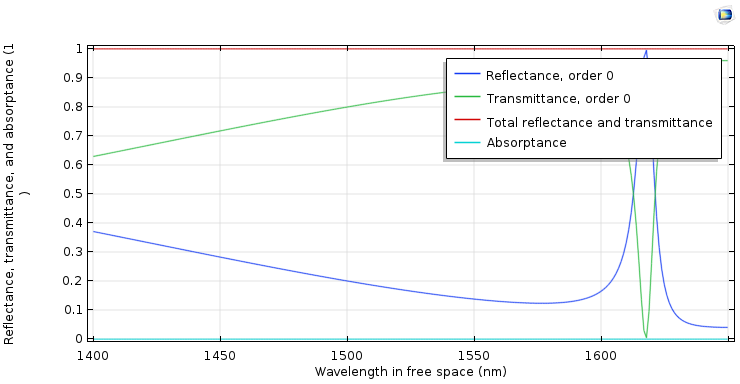 Reflectance, transmittance, and absorptance (1
)
1
0.9
0.8
0.7
0.6
0.5
0.4
0.3
0.2
0.1
0
Reflectance, order 0
Transmittance, order 0
Total reflectance and transmittance
Absorptance
1400 1450 1500 1550 1600
Wavelength in free space (nm)